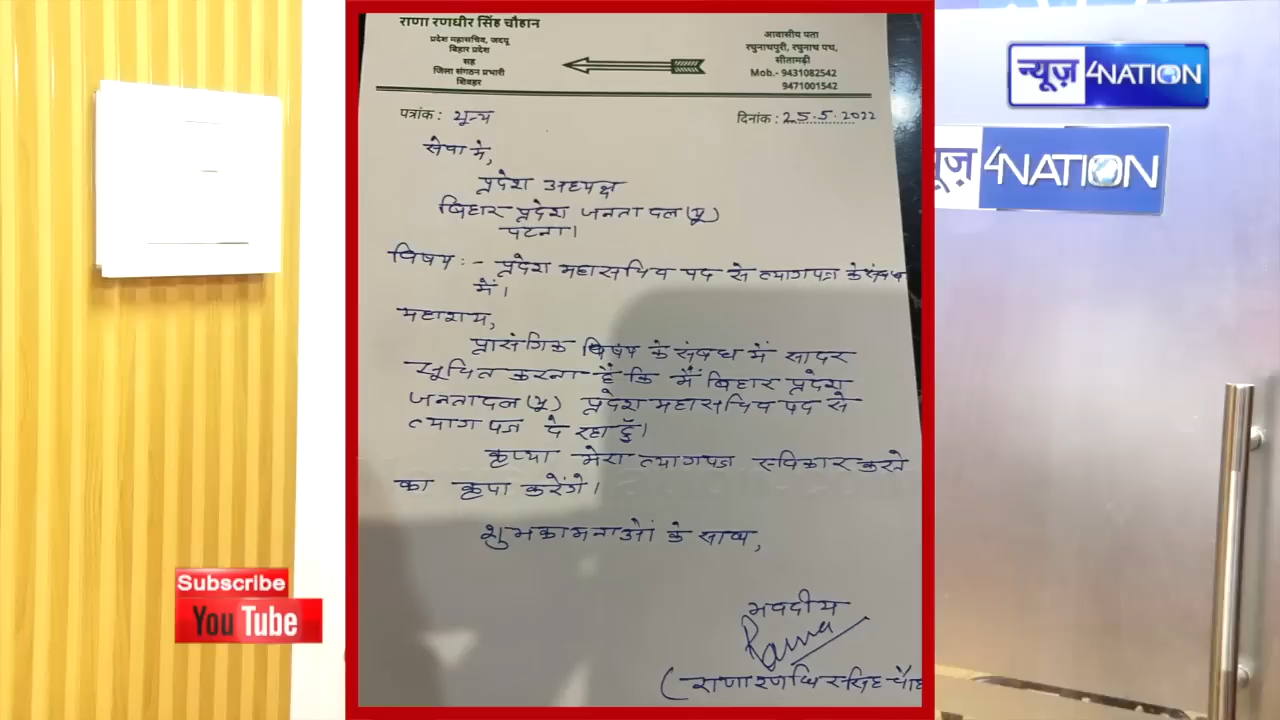 राणा रणधीर सिंह चौहान
प्रदेश महासचिव, जदयू
बिहार प्रदेश
सह
जिला संगठन प्रभारी
शिवहर
आवासीय पता
रघुनाथपुरी, रघुनाथ पथ,
सीतामढ़ी
Mob.- 9431082542
9471001542
पत्रांक : शून्य
दिनांक : 25.5.2022
सेवा में,
प्रदेश अध्यक्ष
बिहार प्रदेश जनता दल (यू)
पटना।
विषय :- प्रदेश महासचिव पद से त्यागपत्र के संबंध
में।
महाशय,
प्रासंगिक विषय के संबध में सादर
सूचित करना है कि मैं बिहार प्रदेश
जनतादल (यू) प्रदेश महासचिव पद से
त्याग पत्र दे रहा हुँ।
कृप्या मेरा त्यागपत्र स्विकार करने
का कृपा करेंगे।
शुभकामनाओं के साथ,
भवदीय
Rana
(राणा रणधिर सिंह चौह
न्यूज़ 4NATION
न्यूज़ 4NATION
Subscribe
You Tube